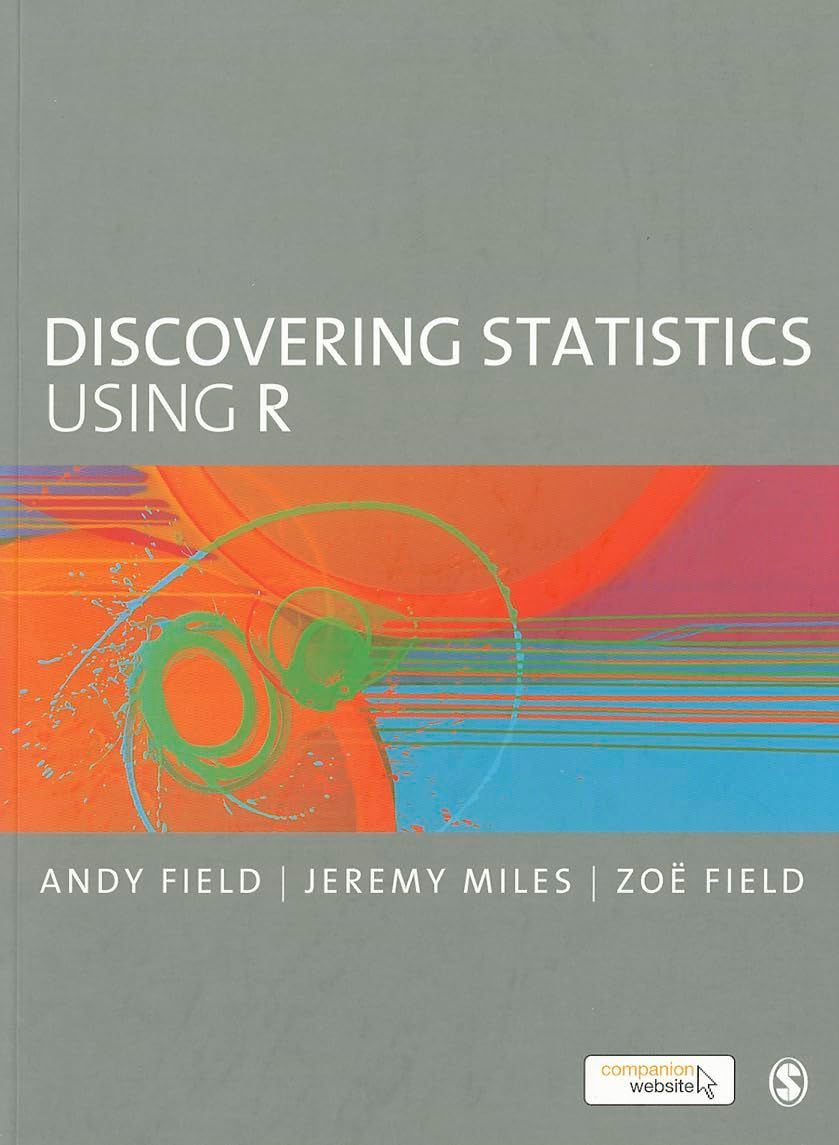 DISCOVERING STATISTICS
USING R
ANDY FIELD | JEREMY MILES | ZOË FIELD
companion
website
S